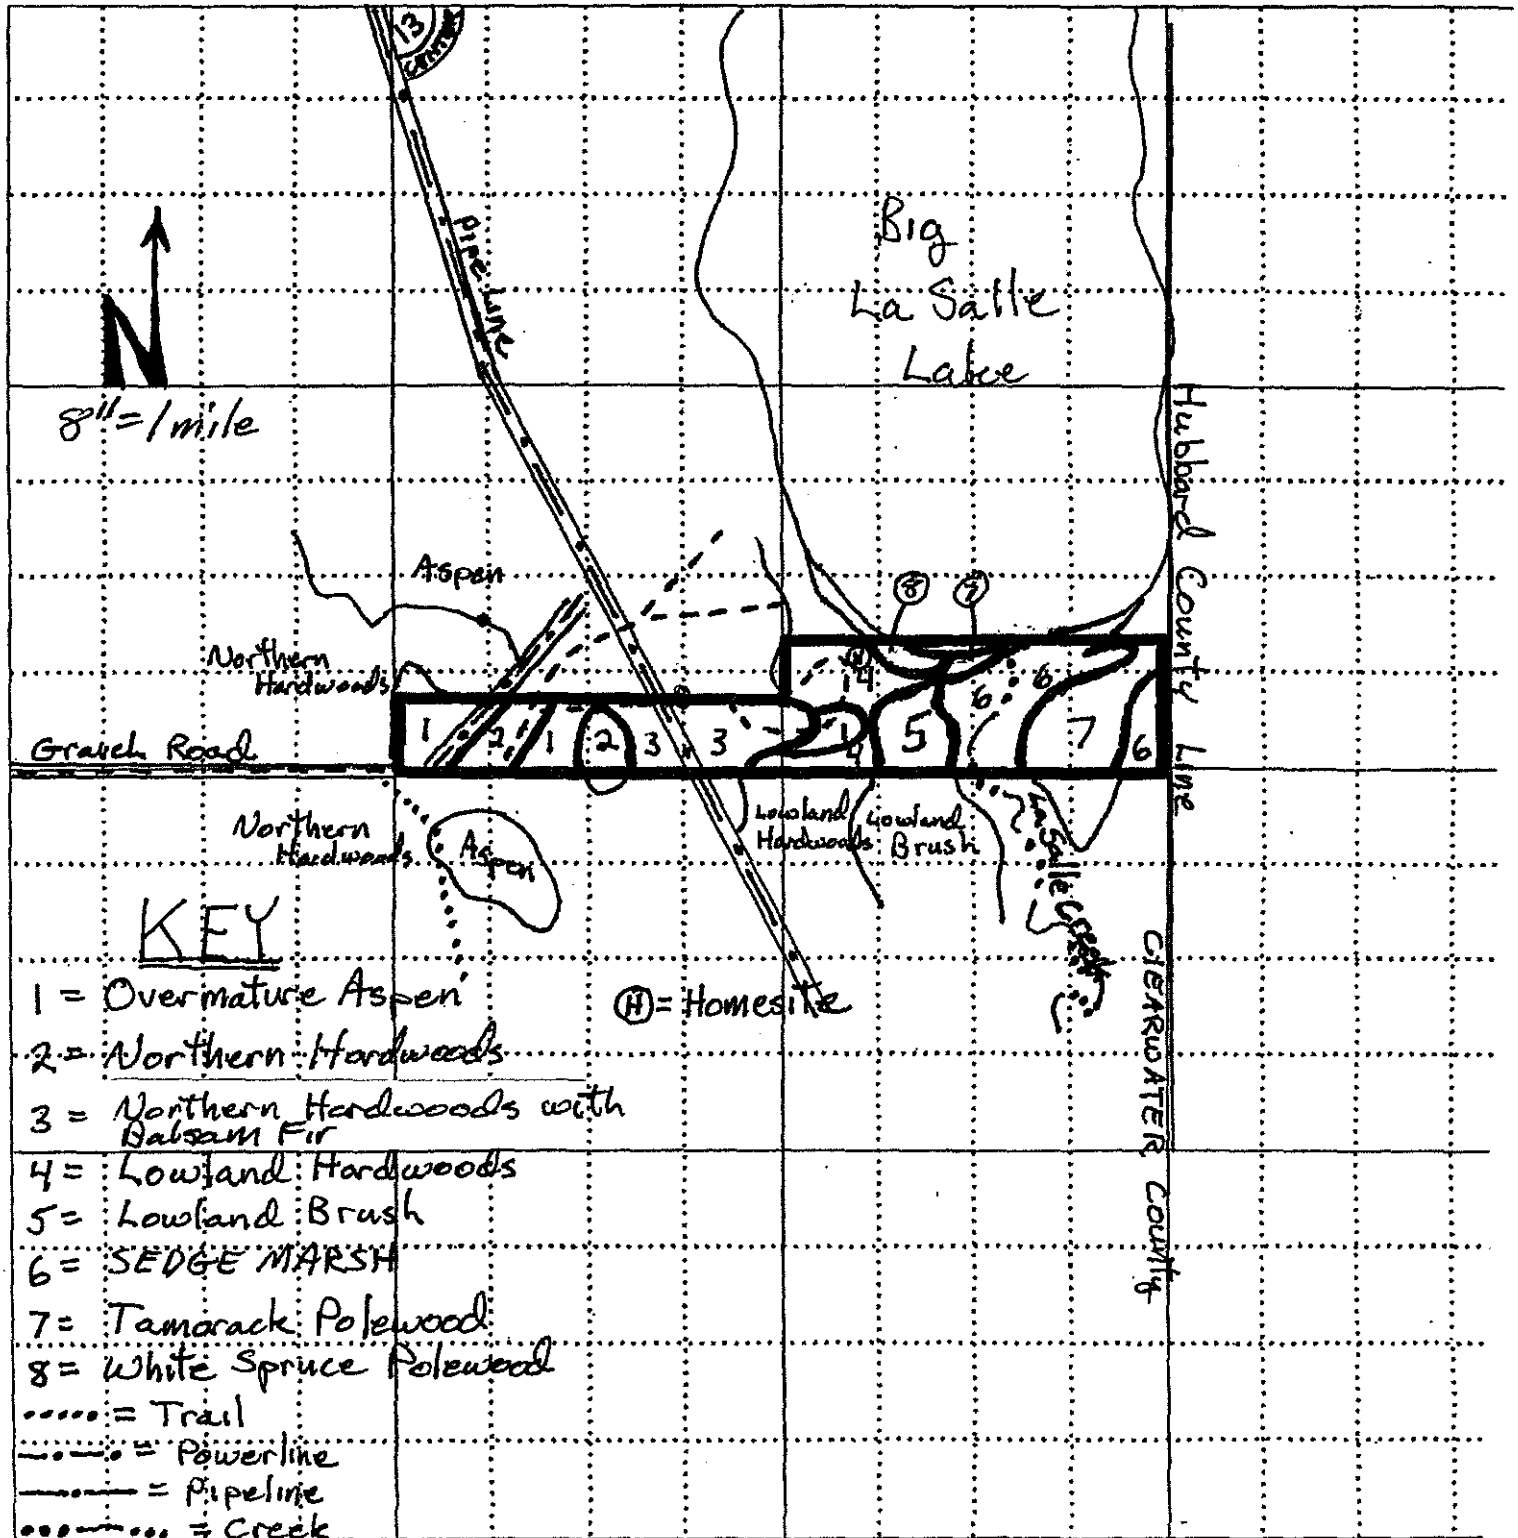 13
CENTER
Pipe Line
Big
La Salle
Lake
N
8"=1 mile
Hubbard County Line
Aspen
8
7
Northern
Hardwoods
H
4
6
6
1
2
1
2
3
3
1
4
5
7
6
Grauch Road
Northern
Hardwoods
Aspen
Lowland
Hardwoods
Lowland
Brush
La Salle Creek
CLEARWATER County
KEY
1 = Overmature Aspen
H = Homesite
2 = Northern Hardwoods
3 = Northern Hardwoods with
Balsam Fir
4 = Lowland Hardwoods
5 = Lowland Brush
6 = SEDGE MARSH
7 = Tamarack Polewood
8 = White Spruce Polewood
= Trail
= Powerline
= Pipeline
= Creek